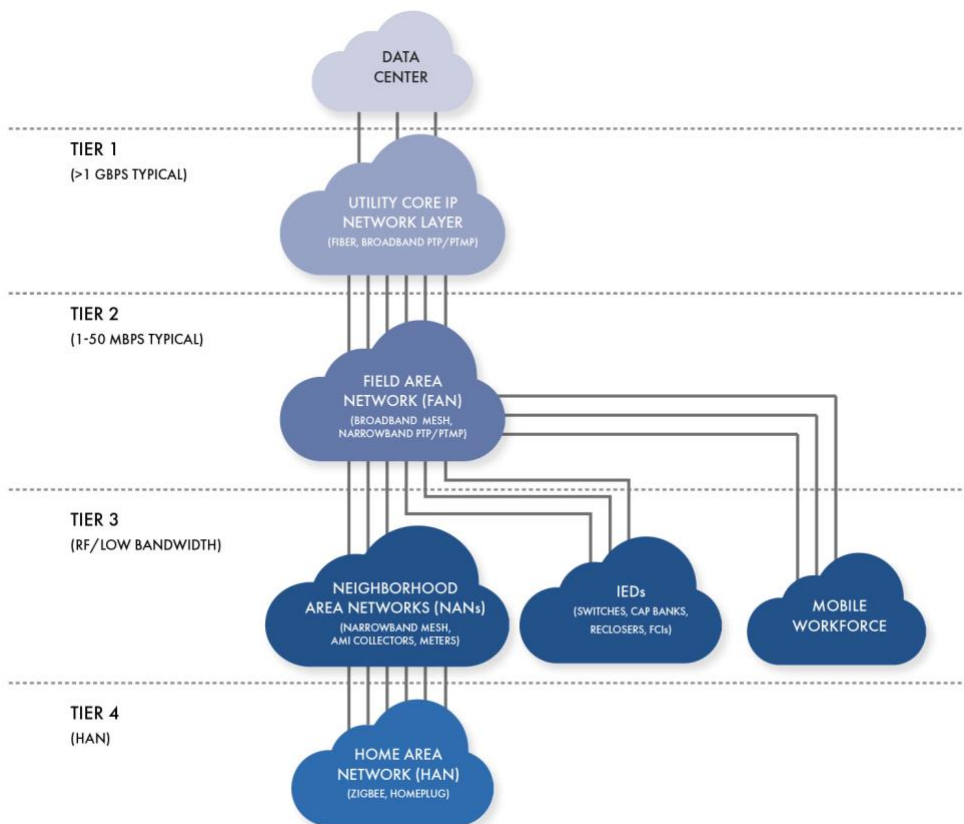 DATA
CENTER
TIER 1
(>1 GBPS TYPICAL)
UTILITY CORE IP
NETWORK LAYER
(FIBER, BROADBAND PTP/PTMP)
TIER 2
(1-50 MBPS TYPICAL)
FIELD AREA
NETWORK (FAN)
(BROADBAND MESH,
NARROWBAND PTP/PTMP)
TIER 3
(RF/LOW BANDWIDTH)
NEIGHBORHOOD
AREA NETWORKS (NANs)
(NARROWBAND MESH,
AMI COLLECTORS, METERS)
IEDs
(SWITCHES, CAP BANKS,
RECLOSERS, FCIs)
MOBILE
WORKFORCE
TIER 4
(HAN)
HOME AREA
NETWORK (HAN)
(ZIGBEE, HOMEPLUG)